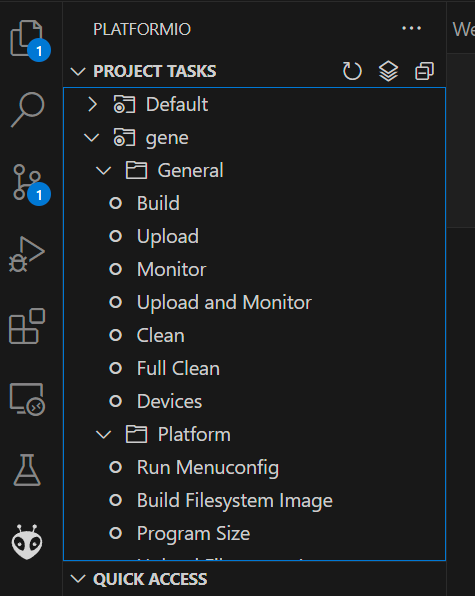 PLATFORMIO
We
PROJECT TASKS
Default
gene
General
Build
Upload
Monitor
Upload and Monitor
Clean
Full Clean
Devices
Platform
Run Menuconfig
Build Filesystem Image
Program Size
QUICK ACCESS
1
1